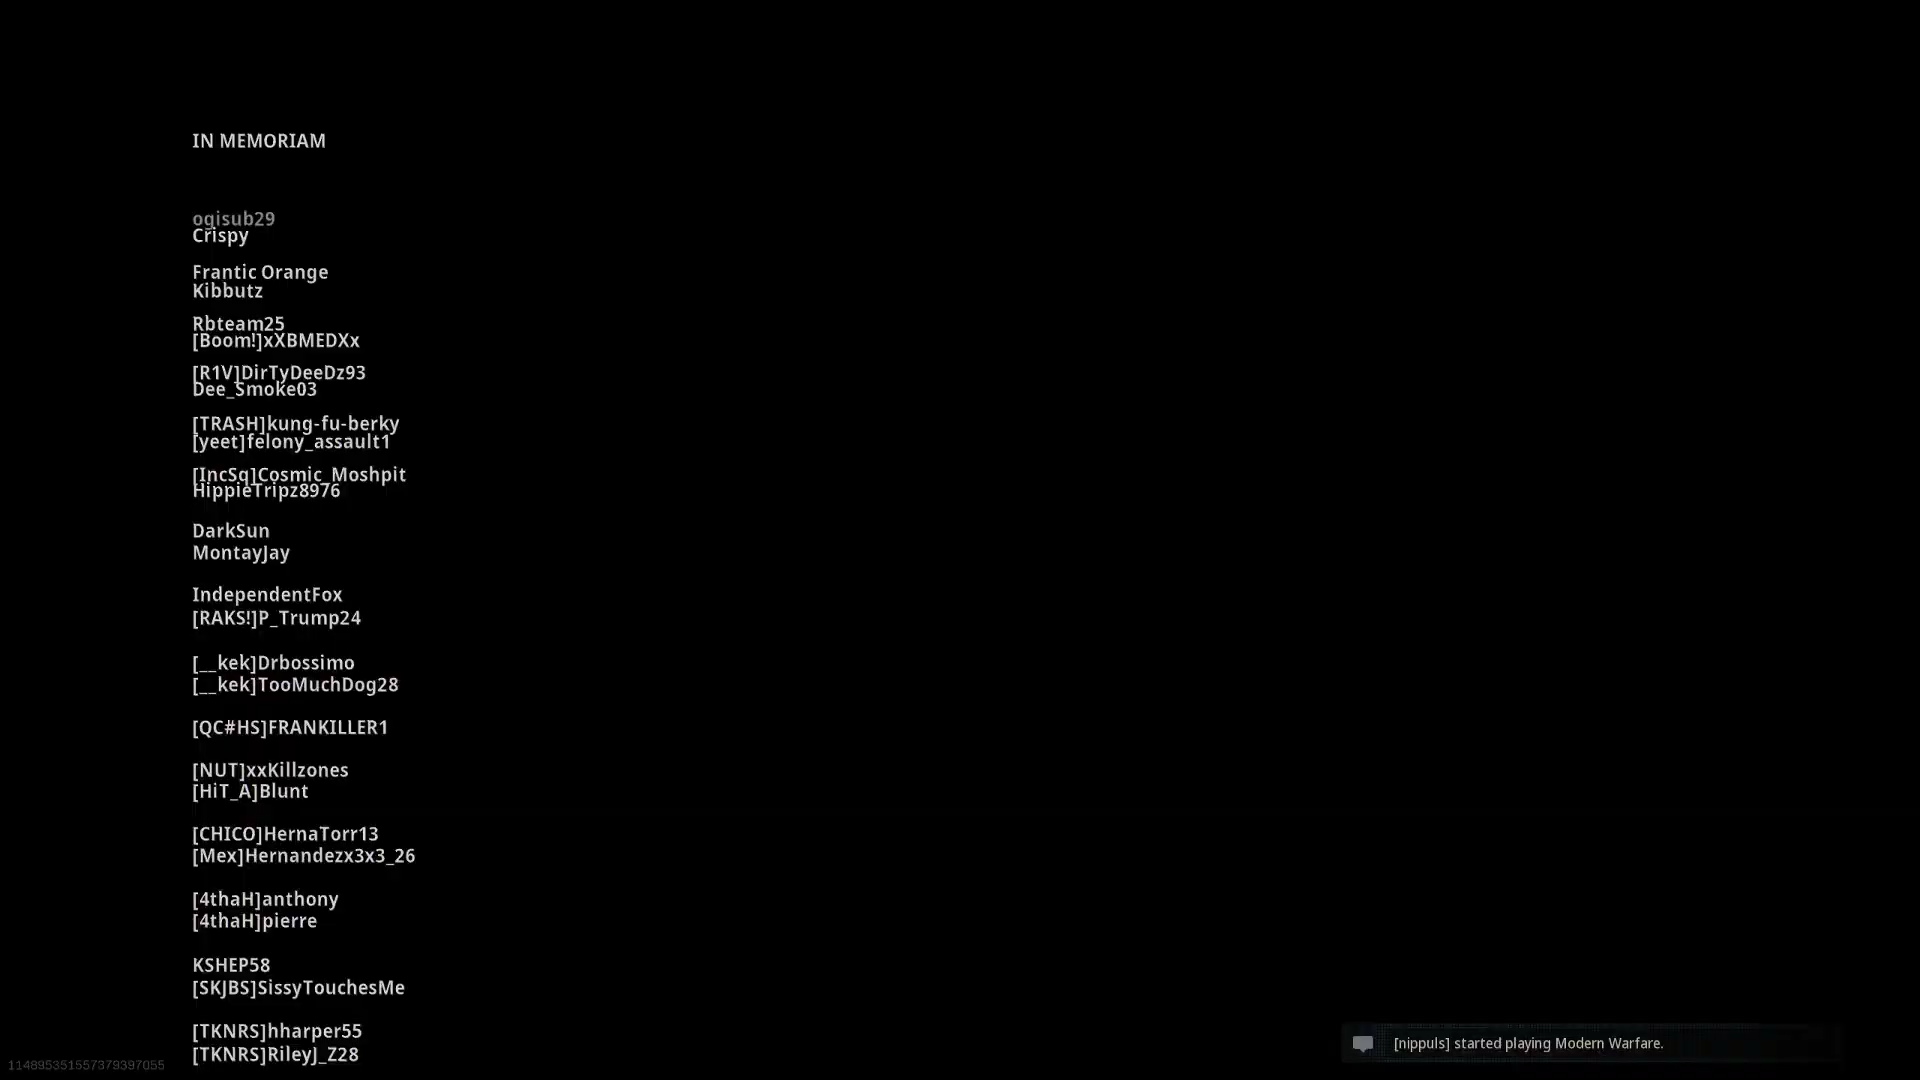 IN MEMORIAM
ogisub29
Crispy
Frantic Orange
Kibbutz
Rbteam25
[Boom!]xXBMEDXx
[R1V]DirTyDeeDz93
Dee_Smoke03
[TRASH]kung-fu-berky
[yeet]felony_assault1
[IncSq]Cosmic_Moshpit
HippieTripz8976
DarkSun
MontayJay
IndependentFox
[RAKS!]P_Trump24
[__kek]Drbossimo
[__kek]TooMuchDog28
[QC#HS]FRANKILLER1
[NUT]xxKillzones
[HiT_A]Blunt
[CHICO]HernaTorr13
[Mex]Hernandezx3x3_26
[4thaH]anthony
[4thaH]pierre
KSHEP58
[SKJBS]SissyTouchesMe
[TKNRS]hharper55
[TKNRS]RileyJ_Z28
[nippuls] started playing Modern Warfare.
114895351557379397055